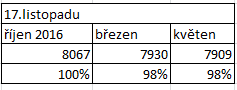 17.listopadu
říjen 2016 březen květen
8067 7930 7909
100% 98% 98%